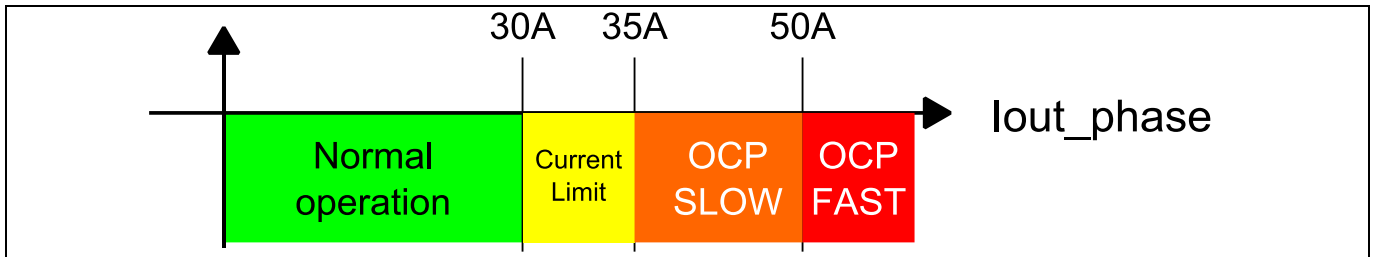 30A 35A 50A
Iout_phase
Normal
operation
Current
Limit
OCP
SLOW
OCP
FAST